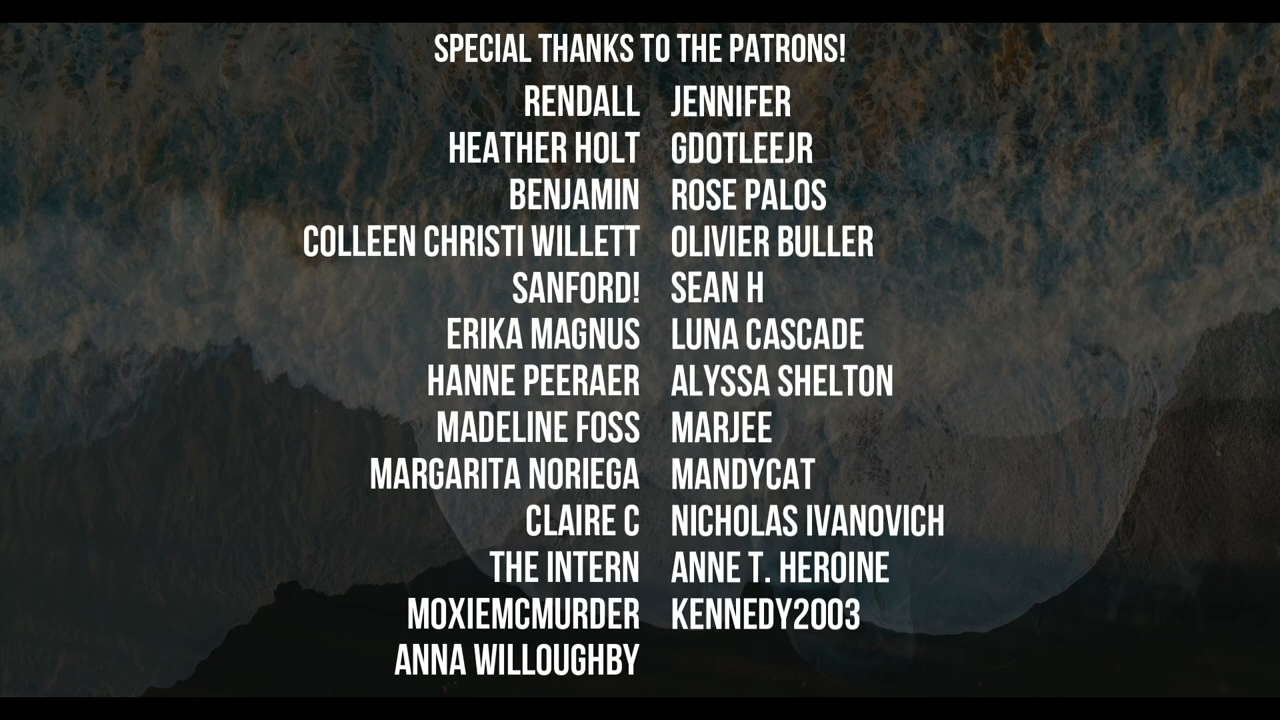 SPECIAL THANKS TO THE PATRONS!
RENDALL JENNIFER
HEATHER HOLT GDOTLEEJR
BENJAMIN ROSE PALOS
COLLEEN CHRISTI WILLETT OLIVIER BULLER
SANFORD! SEAN H
ERIKA MAGNUS LUNA CASCADE
HANNE PEERAER ALYSSA SHELTON
MADELINE FOSS MARJEE
MARGARITA NORIEGA MANDYCAT
CLAIRE C NICHOLAS IVANOVICH
THE INTERN ANNE T. HEROINE
MOXIEMCMURDER KENNEDY2003
ANNA WILLOUGHBY